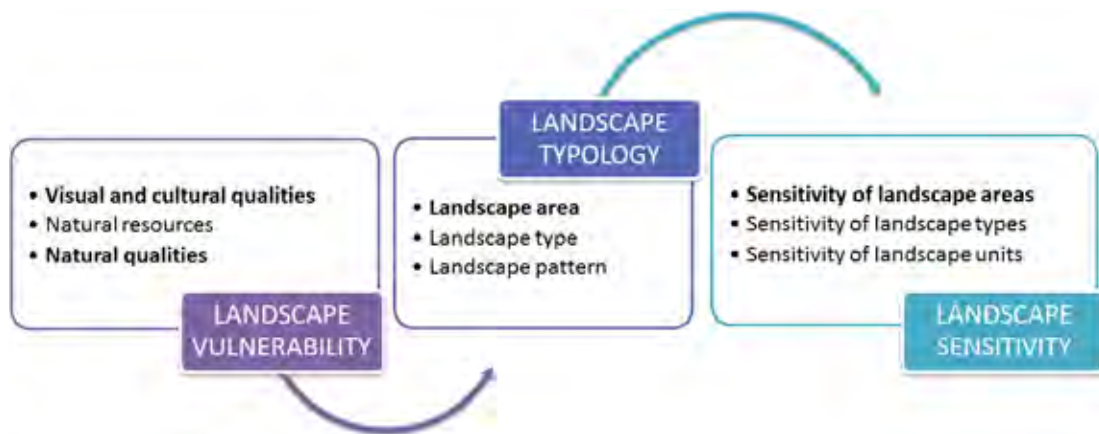 • Visual and cultural qualities
• Natural resources
• Natural qualities
LANDSCAPE
VULNERABILITY
LANDSCAPE
TYPOLOGY
• Landscape area
• Landscape type
• Landscape pattern
• Sensitivity of landscape areas
• Sensitivity of landscape types
• Sensitivity of landscape units
LANDSCAPE
SENSITIVITY